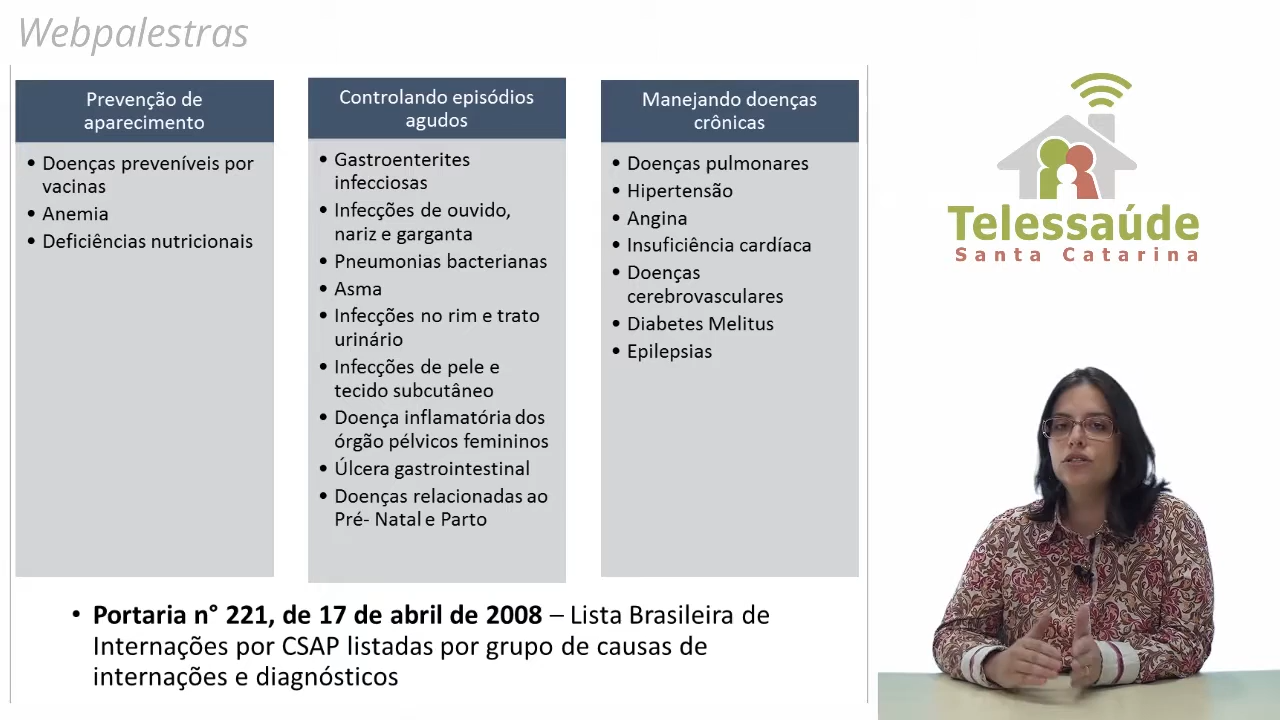 Webpalestras
Prevenção de
aparecimento
• Doenças preveníveis por
vacinas
• Anemia
• Deficiências nutricionais
Controlando episódios
agudos
• Gastroenterites
infecciosas
• Infecções de ouvido,
nariz e garganta
• Pneumonias bacterianas
• Asma
• Infecções no rim e trato
urinário
• Infecções de pele e
tecido subcutâneo
• Doença inflamatória dos
órgão pélvicos femininos
• Úlcera gastrointestinal
• Doenças relacionadas ao
Pré- Natal e Parto
Manejando doenças
crônicas
• Doenças pulmonares
• Hipertensão
• Angina
• Insuficiência cardíaca
• Doenças
cerebrovasculares
• Diabetes Melitus
• Epilepsias
• Portaria n° 221, de 17 de abril de 2008 – Lista Brasileira de
Internações por CSAP listadas por grupo de causas de
internações e diagnósticos
Telessaúde
Santa Catarina